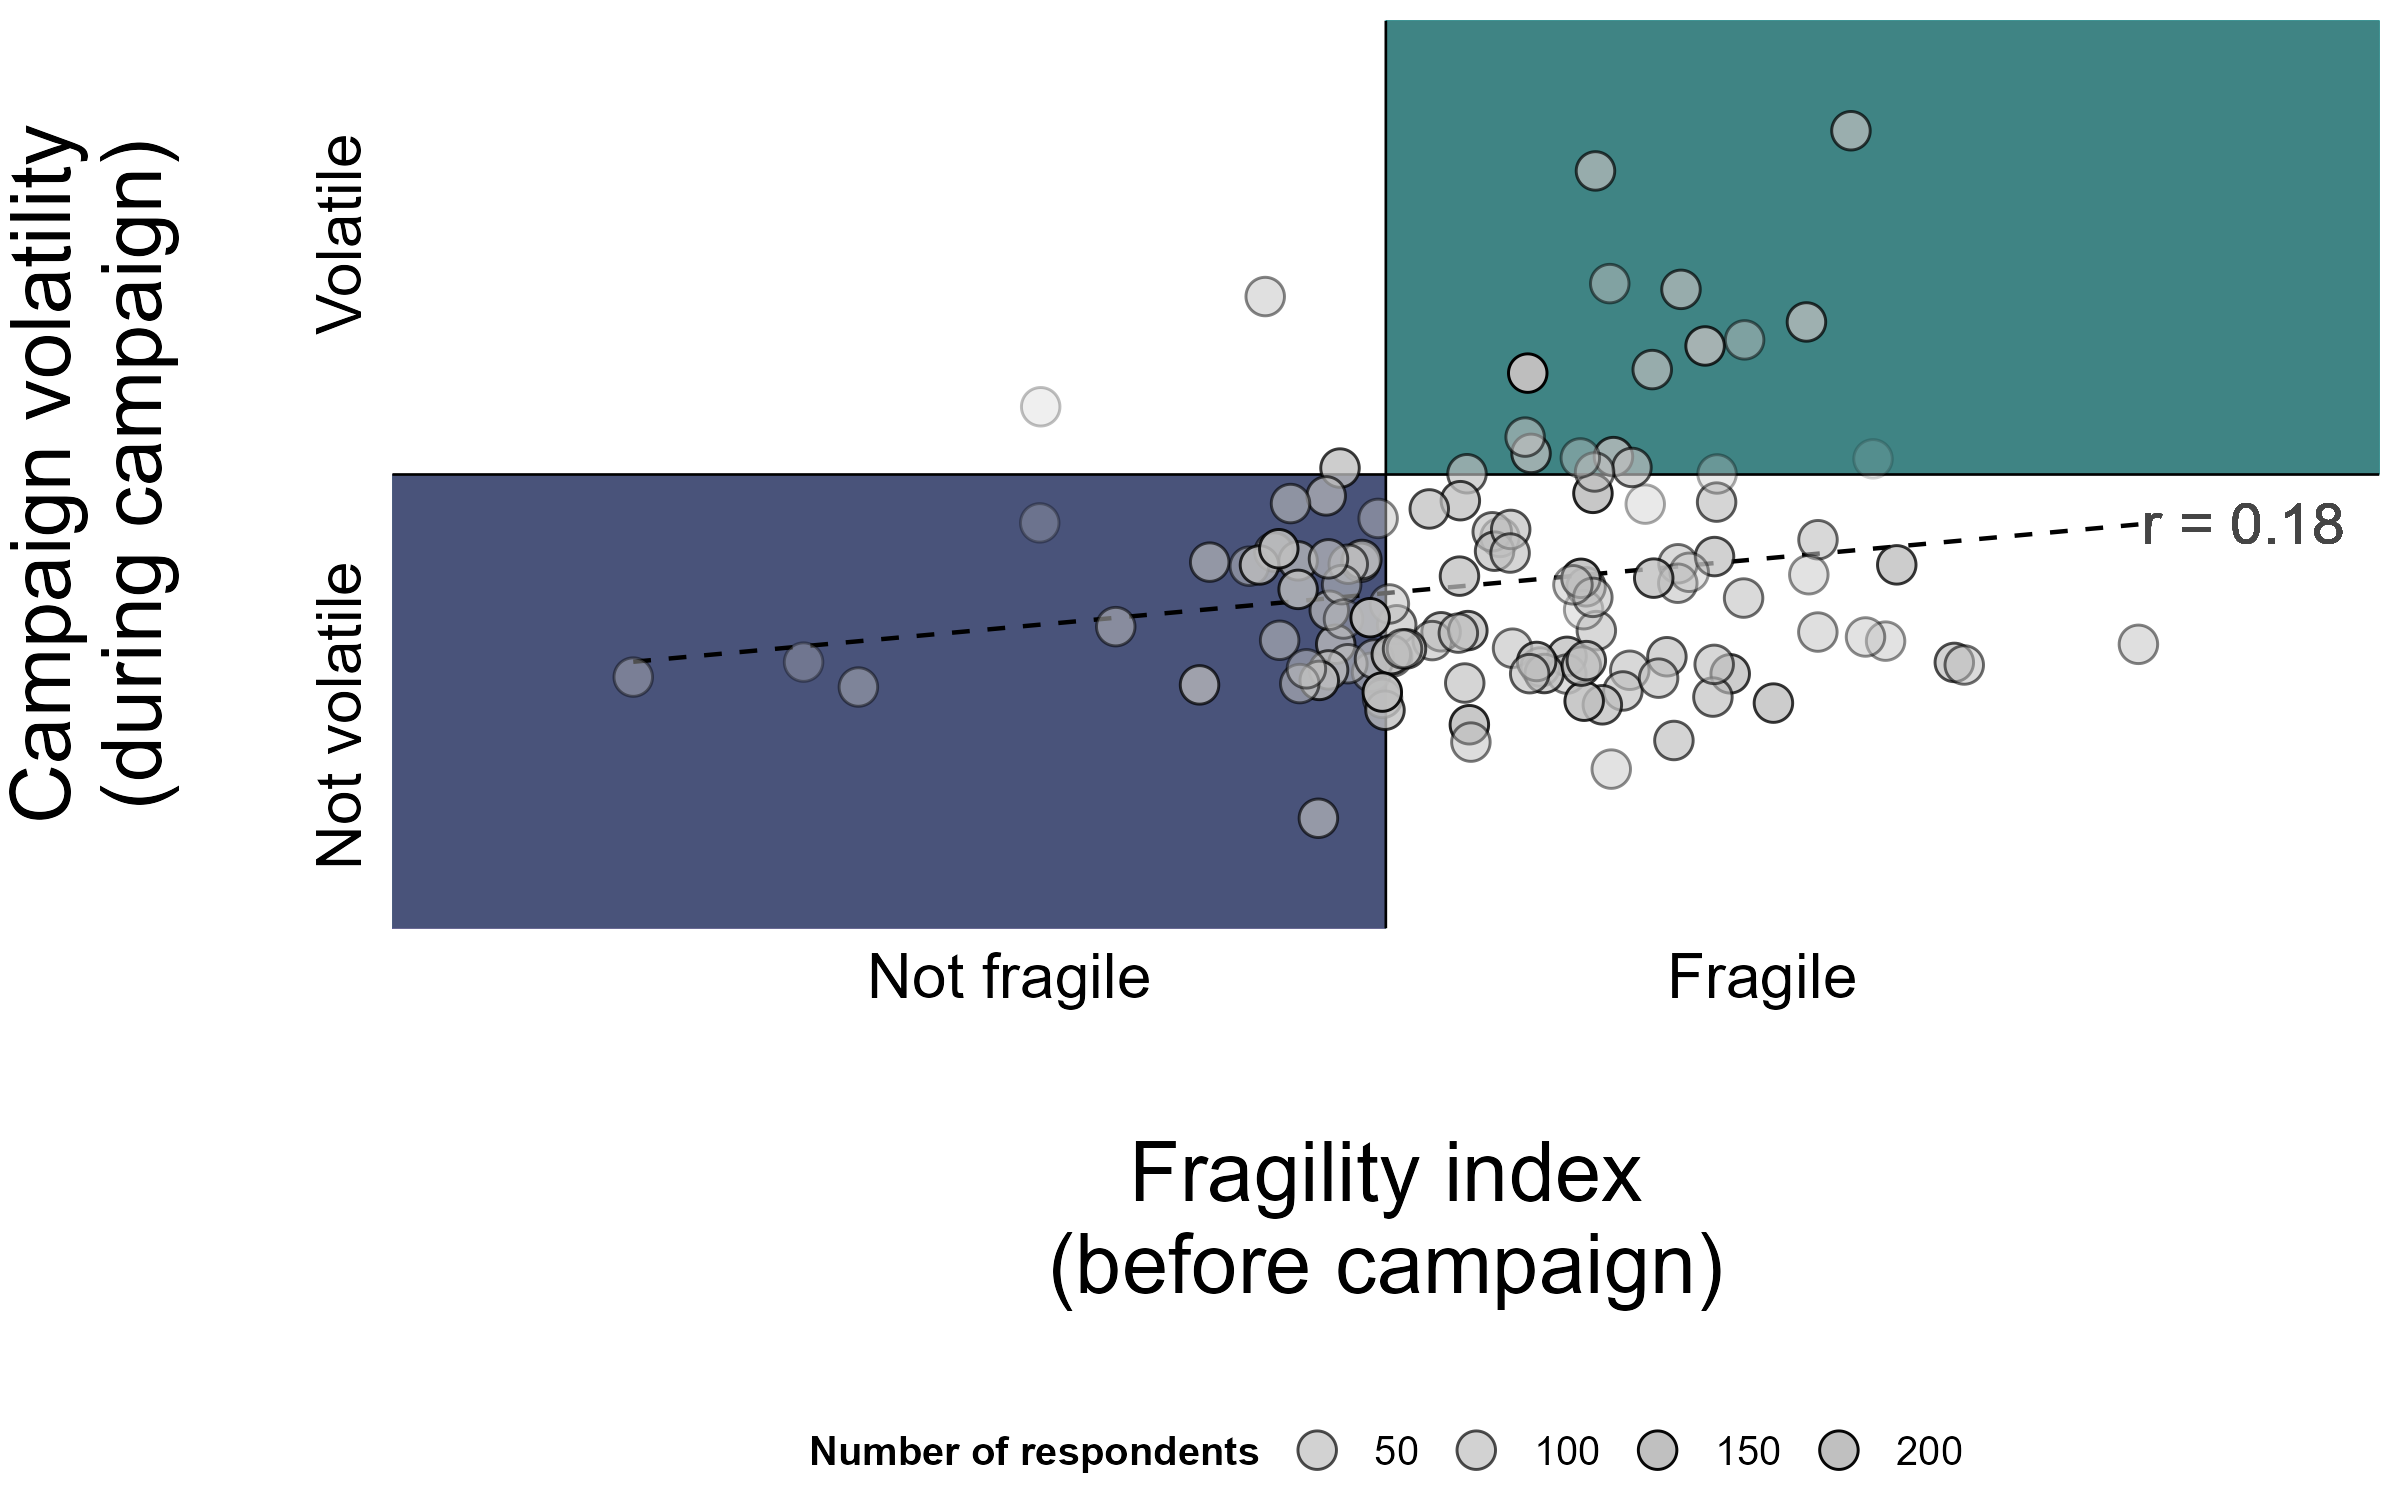 Campaign volatility
(during campaign)
Volatile
Not volatile
r = 0.18
Not fragile
Fragile
Fragility index
(before campaign)
Number of respondents 50 100 150 200